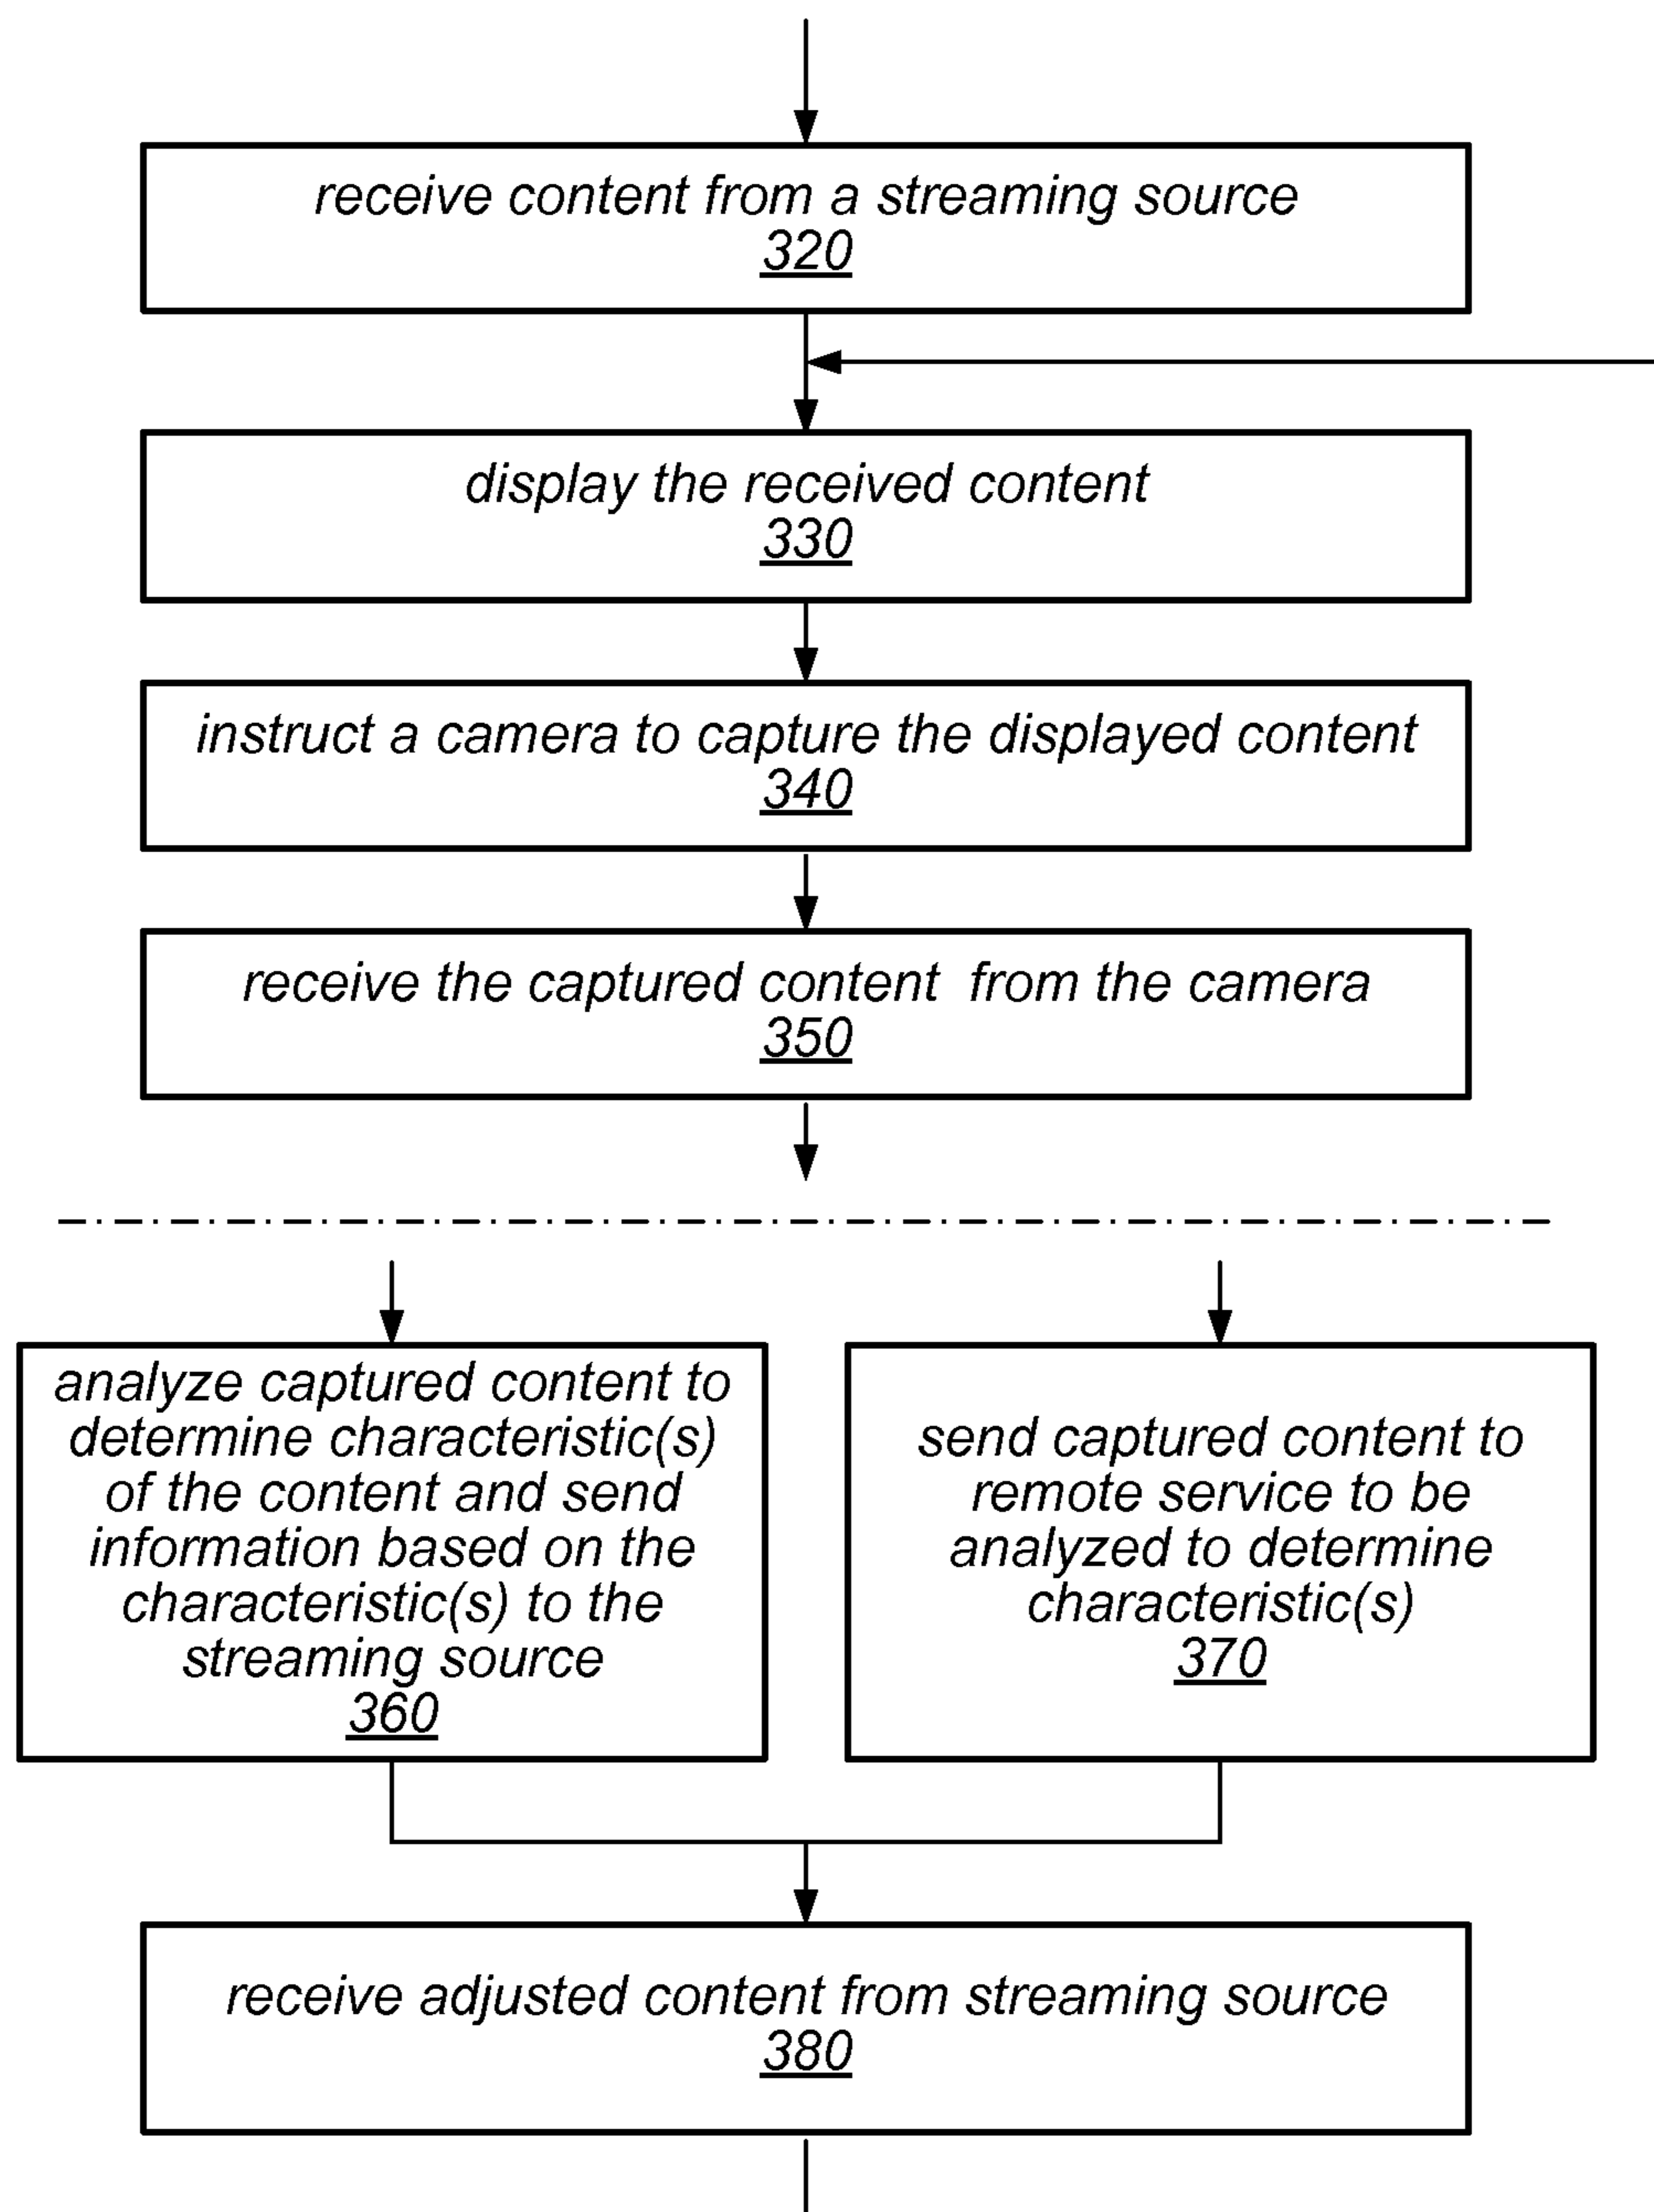 receive content from a streaming source
320
display the received content
330
instruct a camera to capture the displayed content
340
receive the captured content from the camera
350
analyze captured content to
determine characteristic(s)
of the content and send
information based on the
characteristic(s) to the
streaming source
360
send captured content to
remote service to be
analyzed to determine
characteristic(s)
370
receive adjusted content from streaming source
380